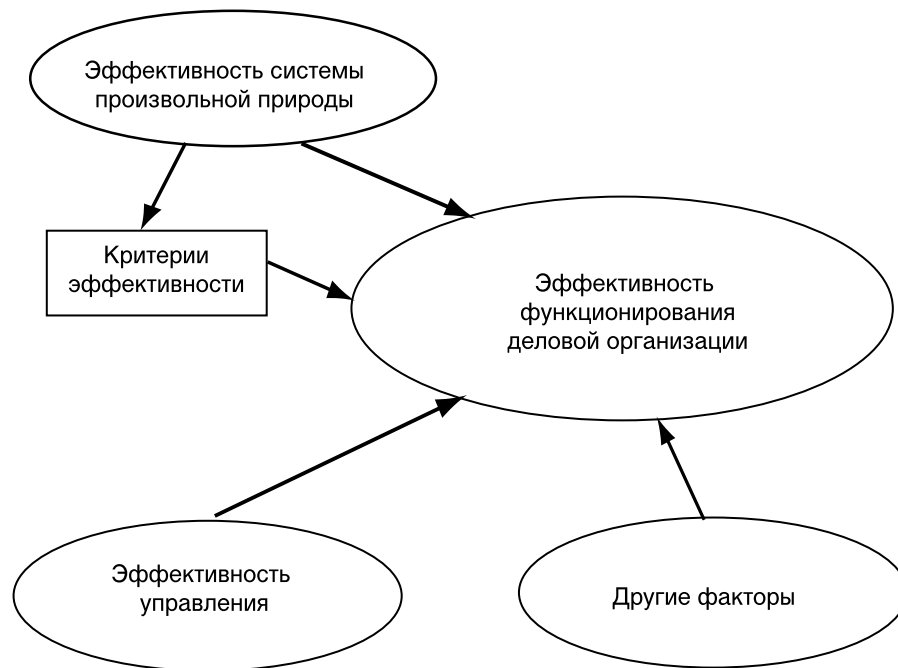 Эффективность системы
произвольной природы
Критерии
эффективности
Эффективность
функционирования
деловой организации
Эффективность
управления
Другие факторы